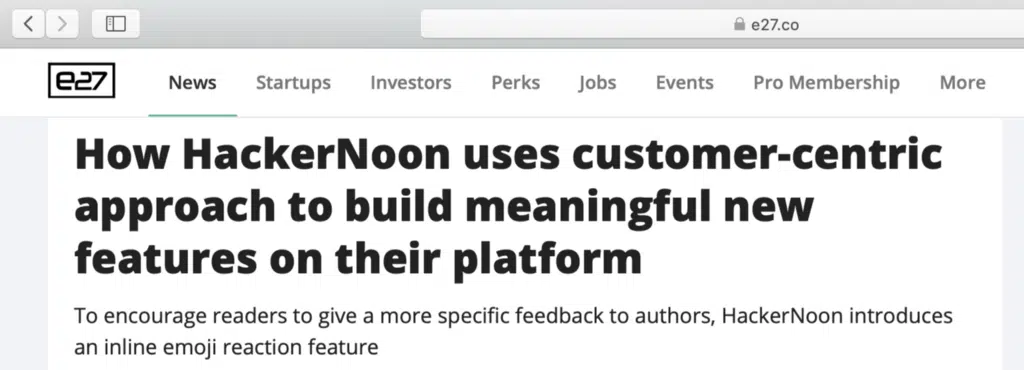 e27.co
e27
News Startups Investors Perks Jobs Events Pro Membership More
How HackerNoon uses customer-centric
approach to build meaningful new
features on their platform
To encourage readers to give a more specific feedback to authors, HackerNoon introduces
an inline emoji reaction feature